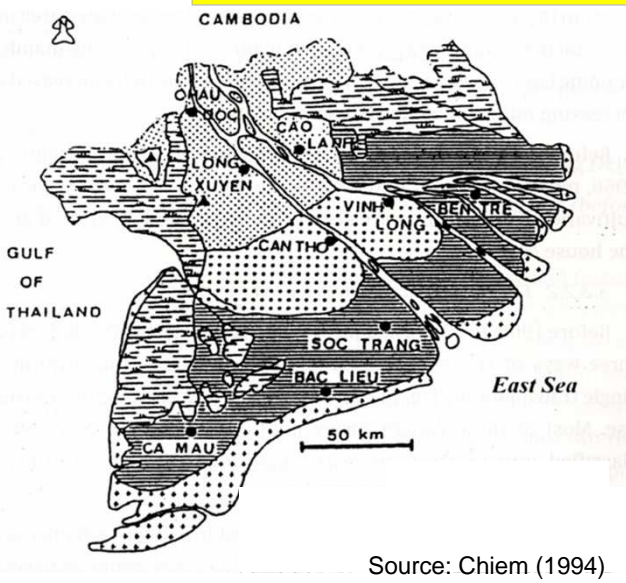 CAMBODIA
CHAU
DOC
CAO
LANH
LONG
XUYEN
VINH
LONG
BEN TRE
CAN THO
GULF
OF
THAILAND
SOC TRANG
East Sea
BAC LIEU
CA MAU
50 km
Source: Chiem (1994)